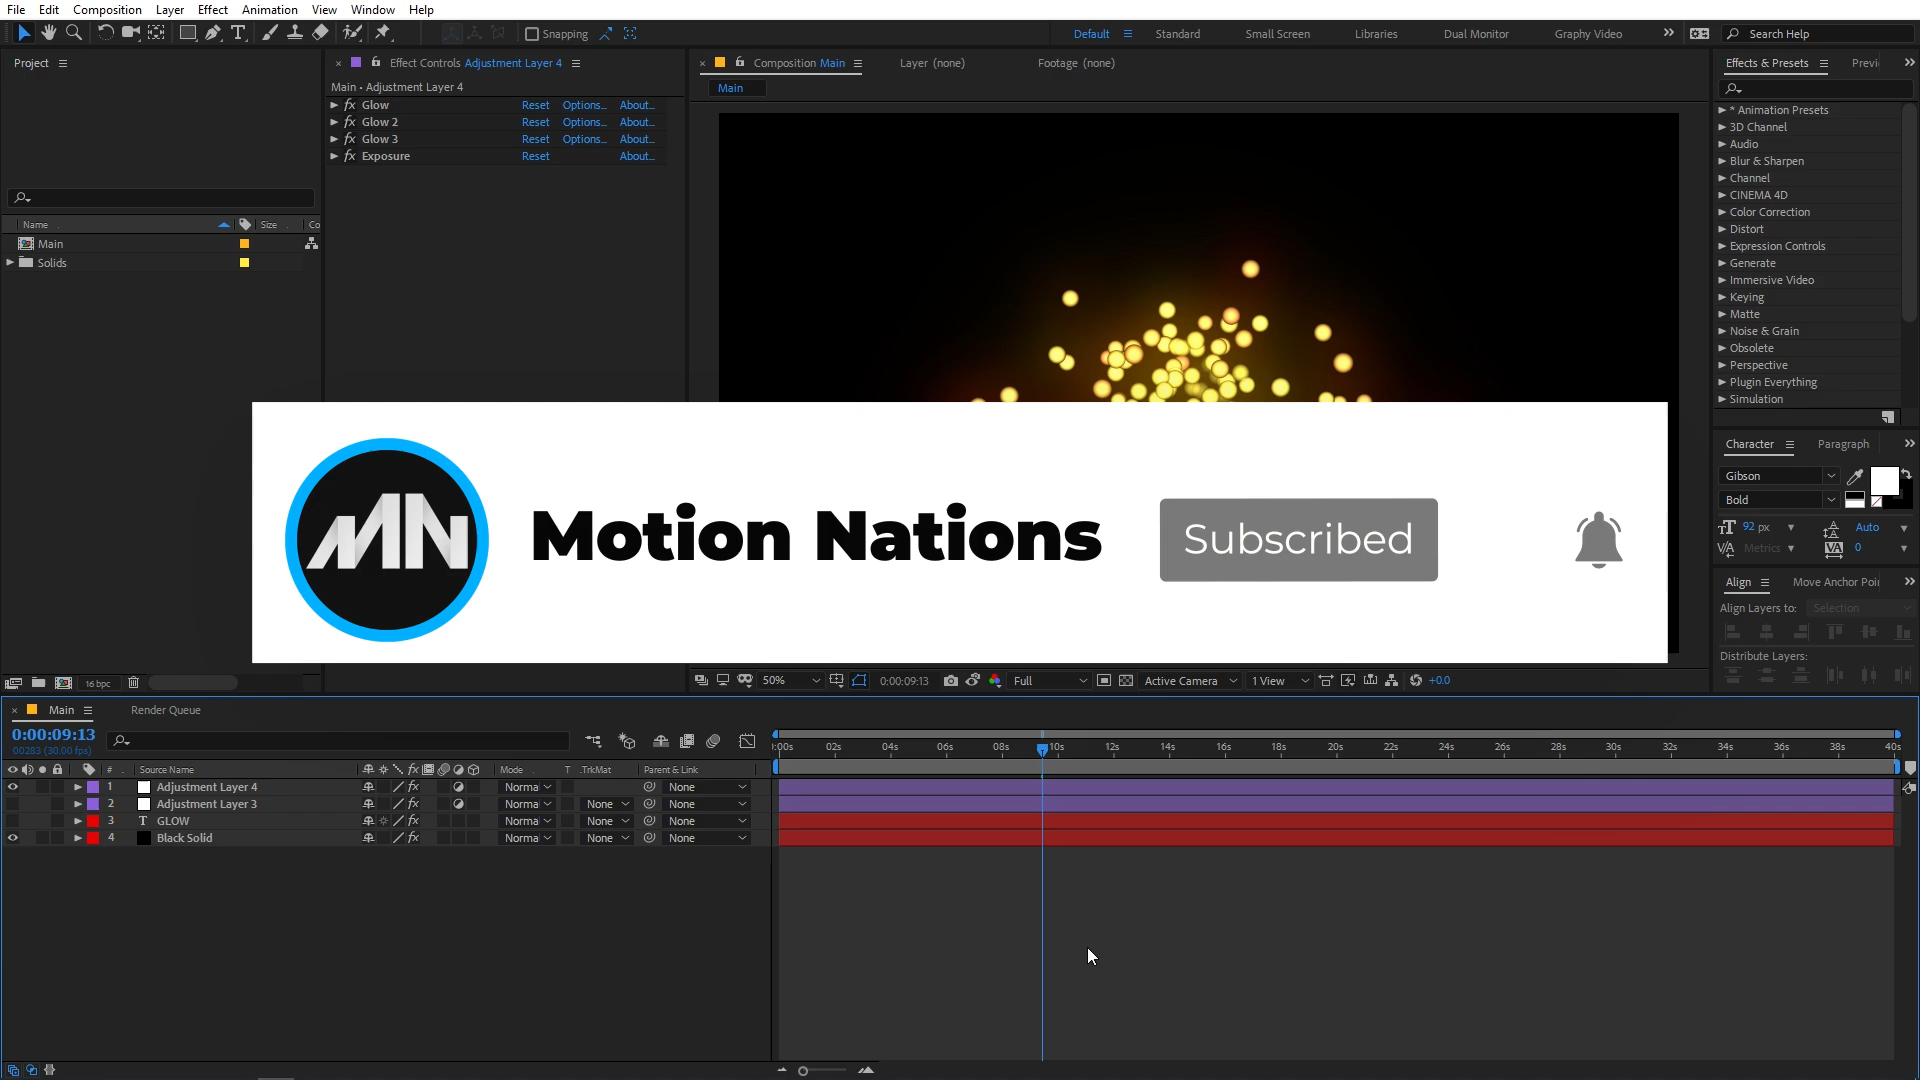 File Edit Composition Layer Effect Animation View Window Help
Snapping Default Standard Small Screen Libraries Dual Monitor Graphy Video Search Help
Project Effect Controls Adjustment Layer 4 Composition Main Layer (none) Footage (none) Effects & Presets
Main • Adjustment Layer 4
Main
fx Glow Reset Options... About...
fx Glow 2 Reset Options... About...
fx Glow 3 Reset Options... About...
fx Exposure Reset About...
Name Size Co
Main
Solids
* Animation Presets
3D Channel
Audio
Blur & Sharpen
Channel
CINEMA 4D
Color Correction
Distort
Expression Controls
Generate
Immersive Video
Keying
Matte
Noise & Grain
Obsolete
Perspective
Plugin Everything
Simulation
Character Paragraph
Gibson
Bold
92 px Auto
Metrics 0
Align Move Anchor Poi
Align Layers to: Selection
Distribute Layers:
MN Motion Nations Subscribed
16 bpc 50% 0:00:09:13 Full Active Camera 1 View +0.0
Main Render Queue
0:00:09:13
00283 (30.00 fps)
:00s 02s 04s 06s 08s 10s 12s 14s 16s 18s 20s 22s 24s 26s 28s 30s 32s 34s 36s 38s 40s
# Source Name fx Mode T .TrkMat Parent & Link
1 Adjustment Layer 4 fx Norma None
2 Adjustment Layer 3 fx Norma None None
3 T GLOW fx Norma None None
4 Black Solid fx Norma None None